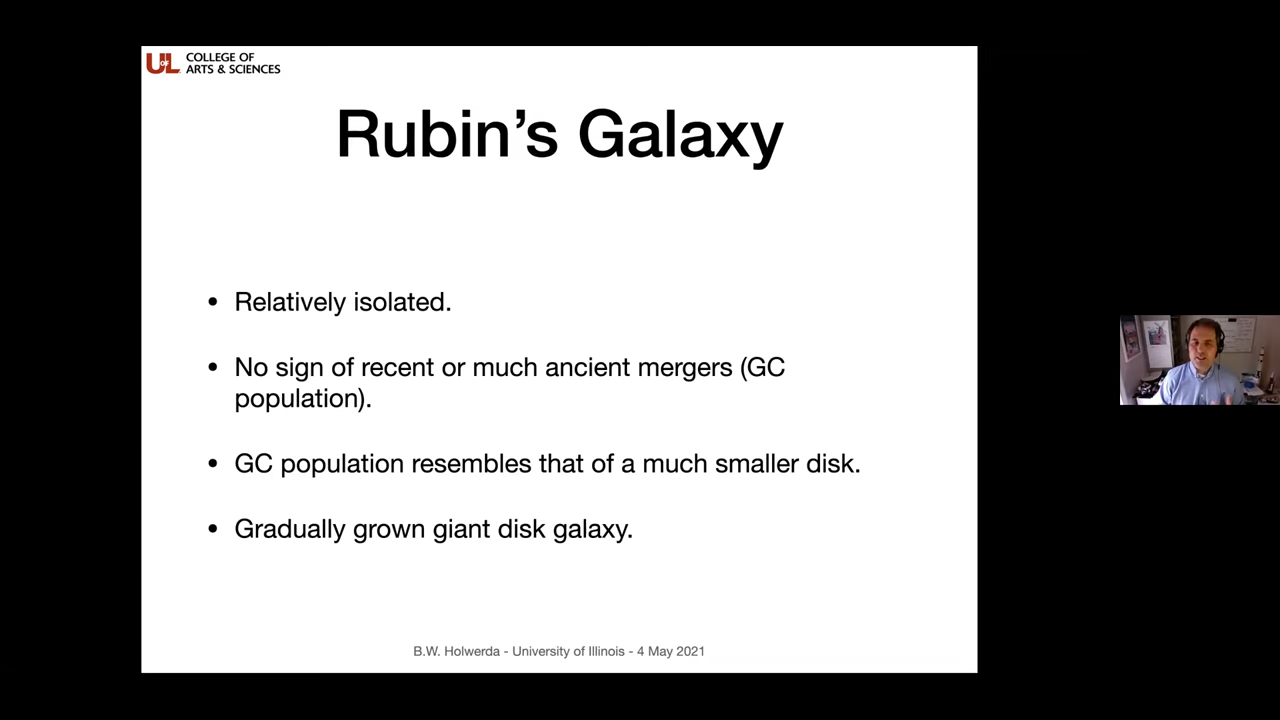 UofL COLLEGE OF
ARTS & SCIENCES
Rubin’s Galaxy
• Relatively isolated.
• No sign of recent or much ancient mergers (GC
population).
• GC population resembles that of a much smaller disk.
• Gradually grown giant disk galaxy.
B.W. Holwerda - University of Illinois - 4 May 2021